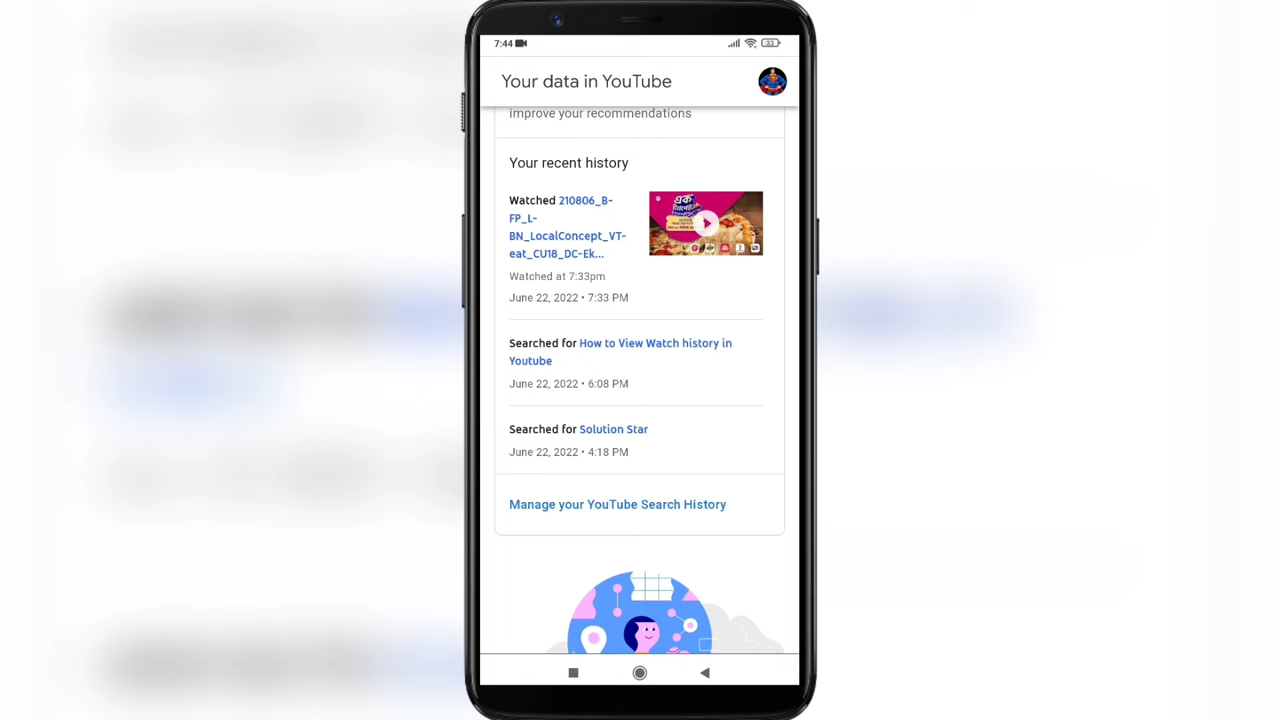 7:44
33
Your data in YouTube
improve your recommendations
Your recent history
Watched 210806_B-
FP_L-
BN_LocalConcept_VT-
eat_CU18_DC-Ek...
Watched at 7:33pm
June 22, 2022 • 7:33 PM
এক
Searched for How to View Watch history in
Youtube
June 22, 2022 • 6:08 PM
Searched for Solution Star
June 22, 2022 • 4:18 PM
Manage your YouTube Search History